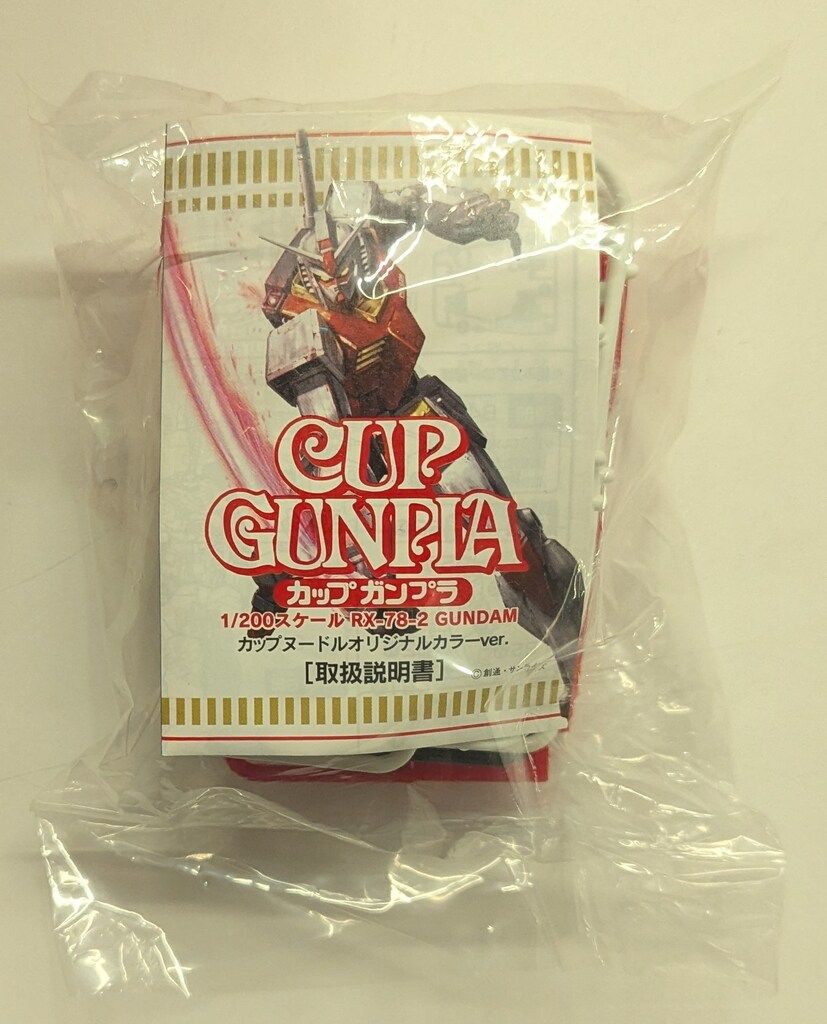 CUP
GUNPLA
カップガンプラ
1/200スケール RX-78-2 GUNDAM
カップヌードルオリジナルカラーver.
[取扱説明書]
©創通・サンライズ